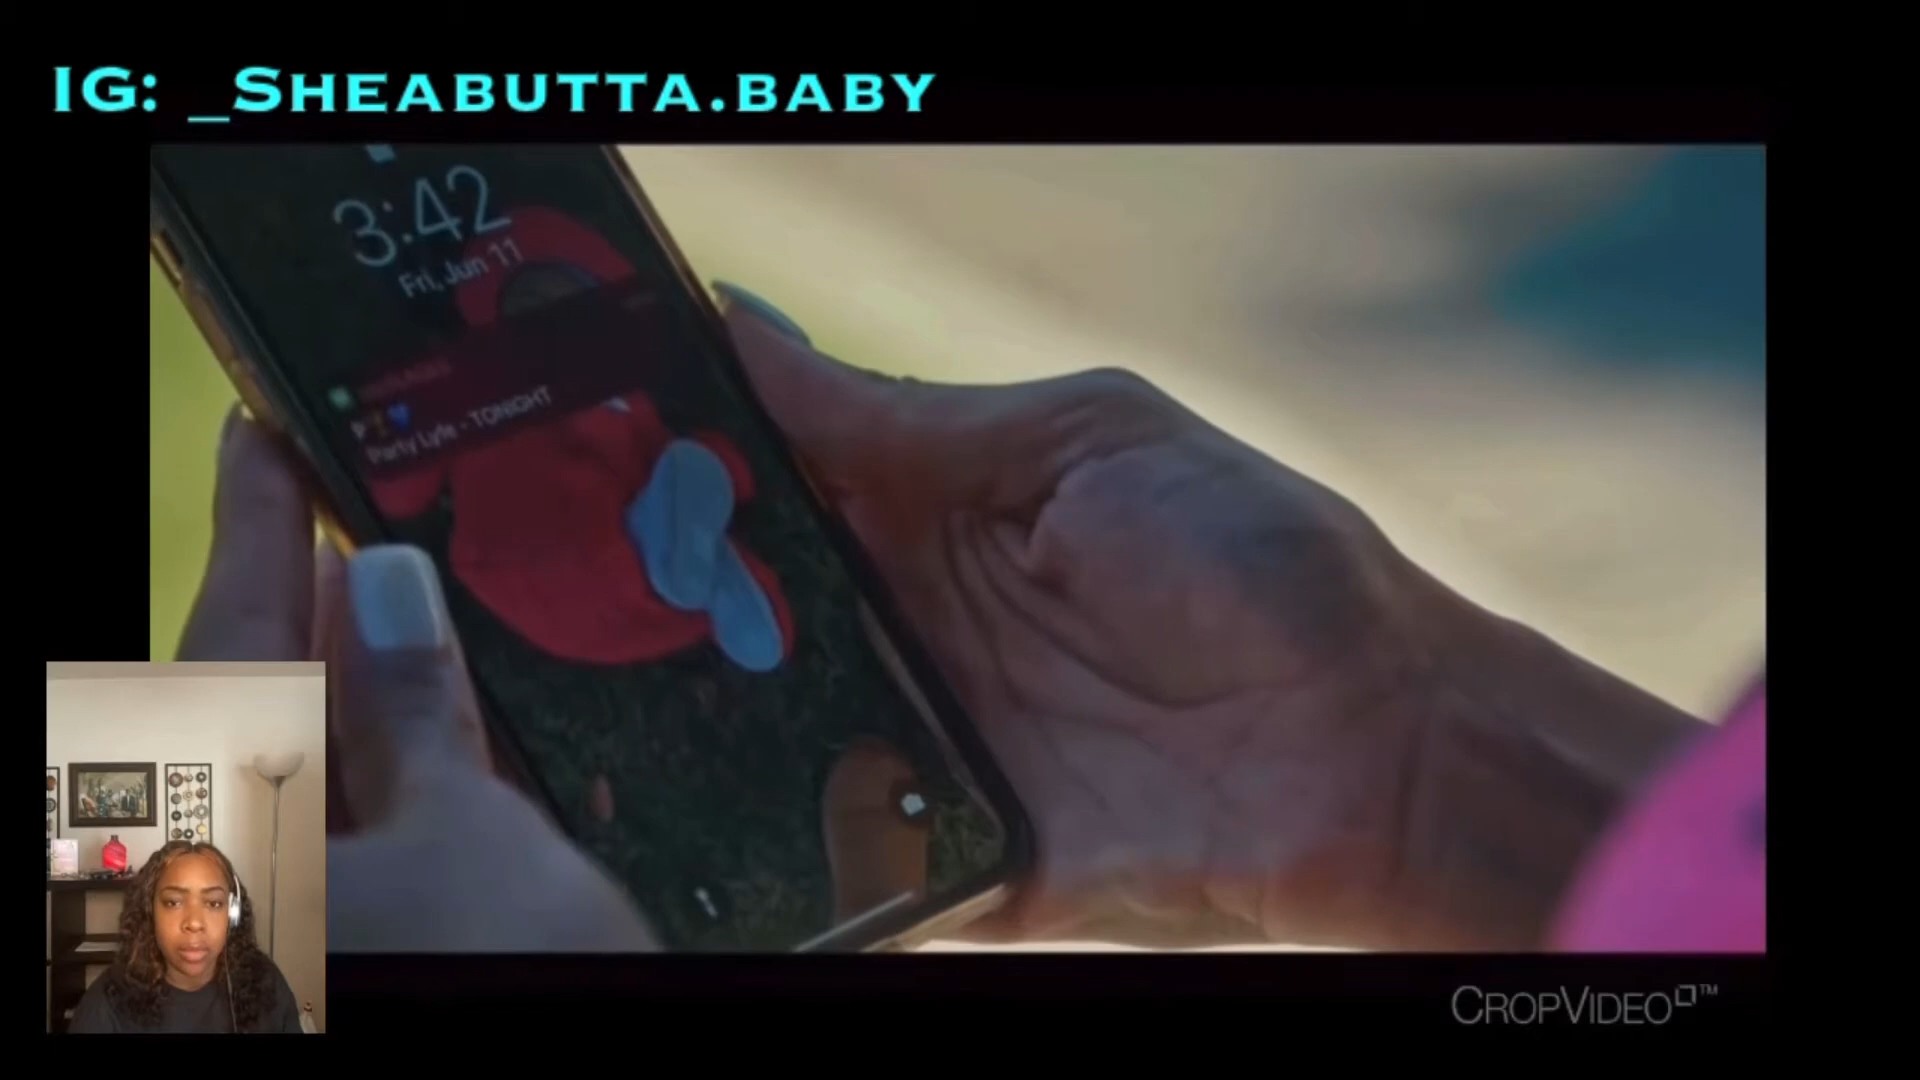 IG: _SHEABUTTA.BABY
3:42
Fri, Jun 11
Party Lyfe - TONIGHT
CROPVIDEO™